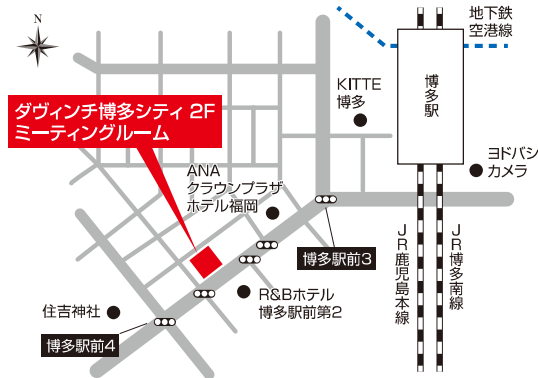 N
地下鉄
空港線
KITTE
博多
博多駅
ダヴィンチ博多シティ 2F
ミーティングルーム
ヨドバシ
カメラ
ANA
クラウンプラザ
ホテル福岡
博多駅前3
JR鹿児島本線
JR博多南線
R&Bホテル
博多駅前第2
住吉神社
博多駅前4